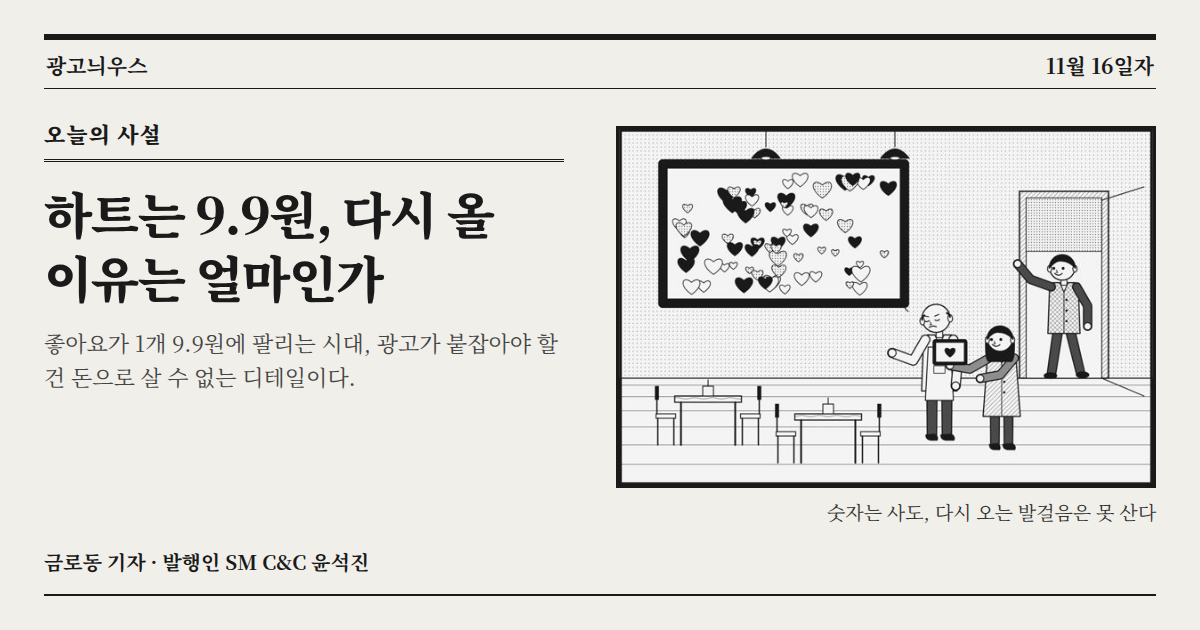 광고늬우스
11월 16일자
오늘의 사설
하트는 9.9원, 다시 올
이유는 얼마인가
좋아요가 1개 9.9원에 팔리는 시대, 광고가 붙잡아야 할
건 돈으로 살 수 없는 디테일이다.
숫자는 사도, 다시 오는 발걸음은 못 산다
금로동 기자 · 발행인 SM C&C 윤석진